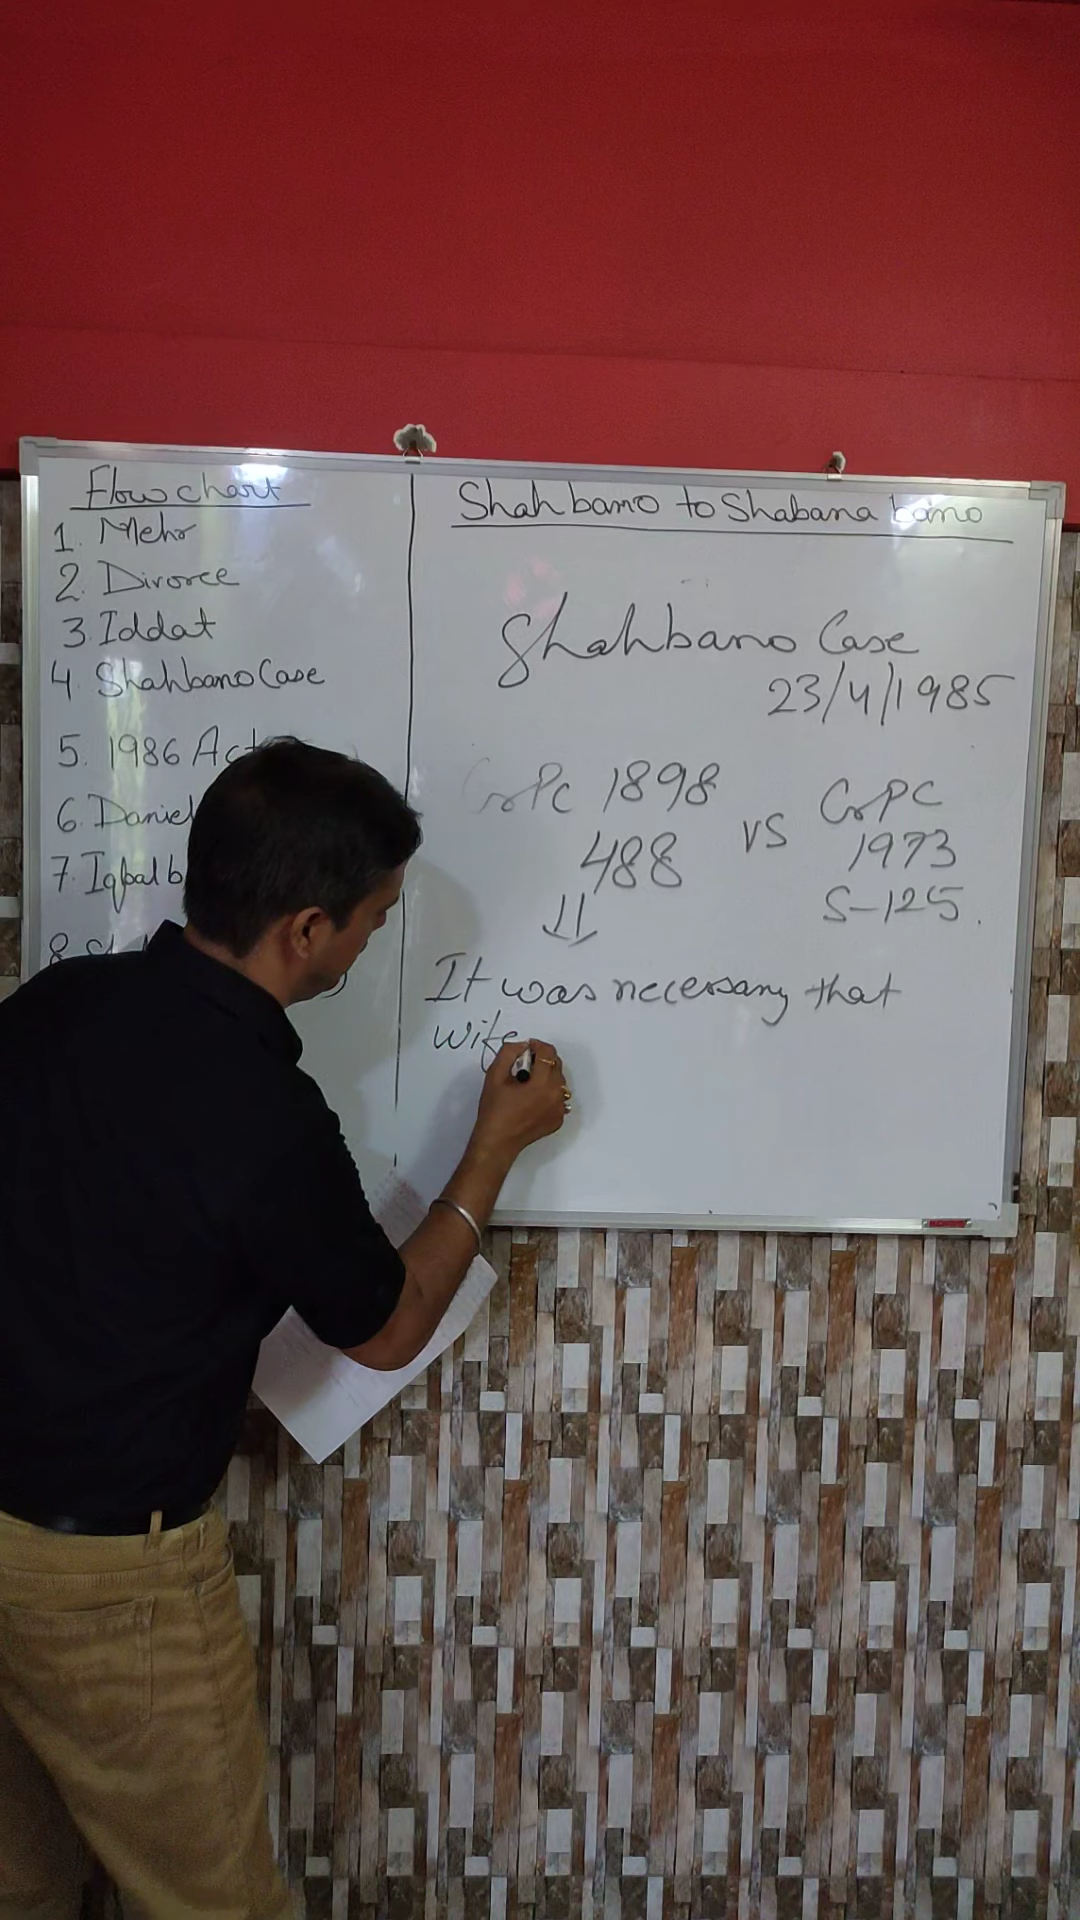 Flow chart
1. Mehr
2. Divorce
3. Iddat
4. Shahbano Case
5. 1986 Act
6. Daniel
7. Iqbal b
8. Sh
Shahbano to Shabana bano
Shahbano Case
23/4/1985
CrPC 1898
488
VS
CrPC
1973
S-125.
It was necessary that
wife